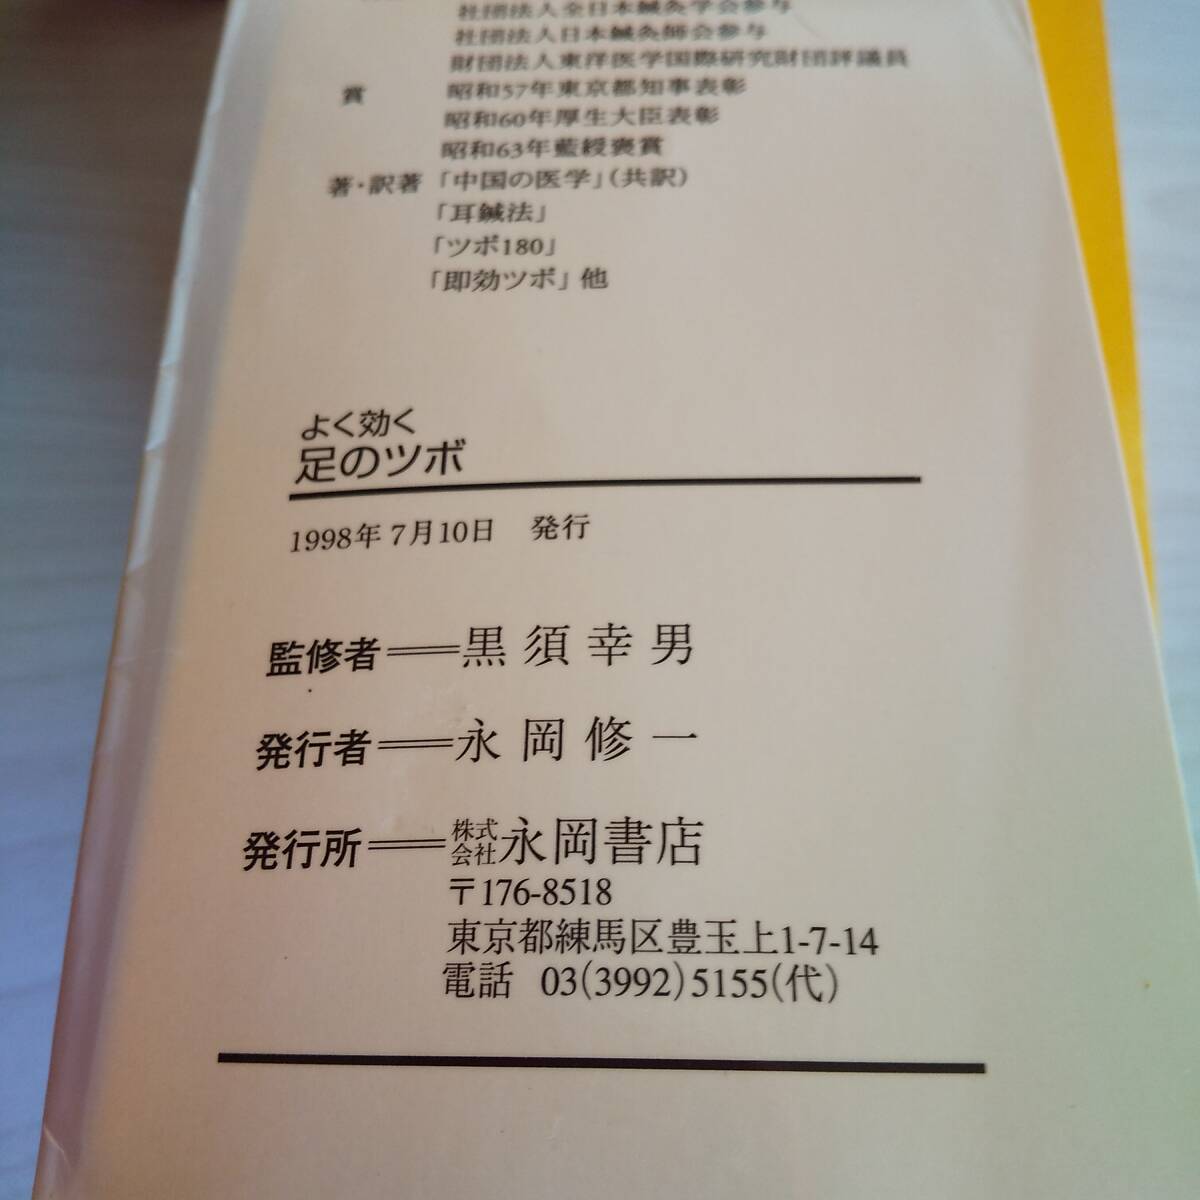 社団法人全日本鍼灸学会参与
社団法人日本鍼灸師会参与
財団法人東洋医学国際研究財団評議員
賞 昭和57年東京都知事表彰
昭和60年厚生大臣表彰
昭和63年藍綬褒賞
著・訳著 「中国の医学」(共訳)
「耳鍼法」
「ツボ180」
「即効ツボ」他
よく効く
足のツボ
1998年7月10日 発行
監修者══黒須幸男
発行者══永岡修一
発行所══株式会社永岡書店
〒176-8518
東京都練馬区豊玉上1-7-14
電話 03(3992)5155(代)